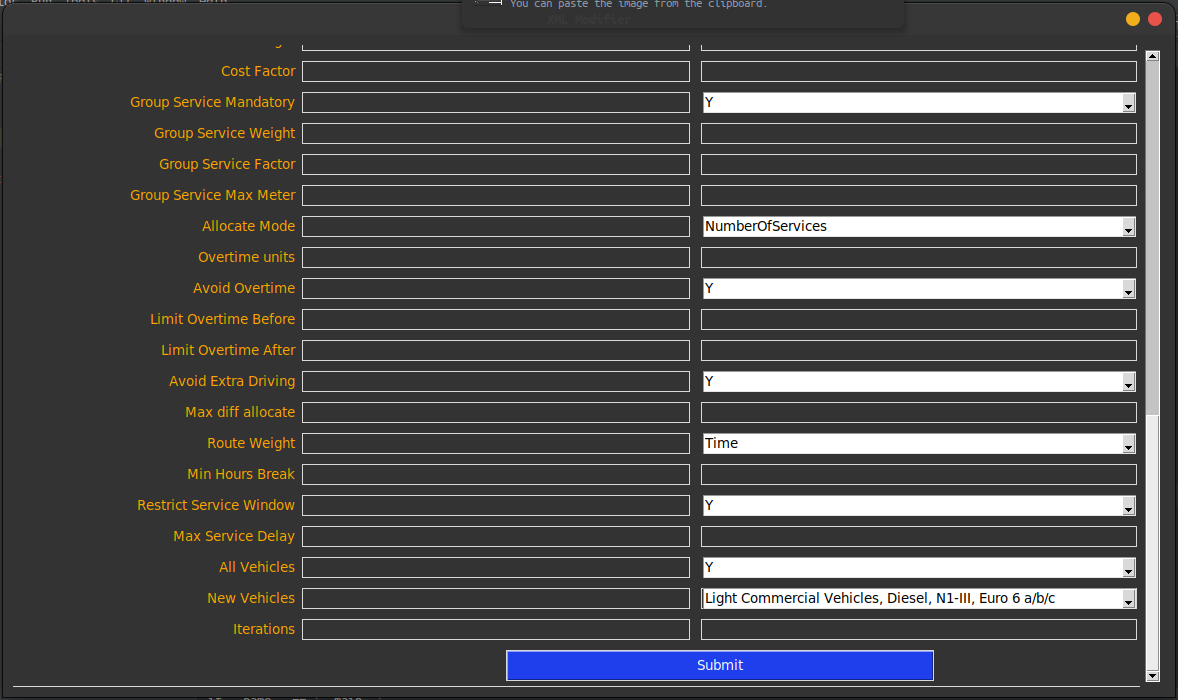 You can paste the image from the clipboard.
XML Modifier
Cost Factor
Group Service Mandatory Y
Group Service Weight
Group Service Factor
Group Service Max Meter
Allocate Mode NumberOfServices
Overtime units
Avoid Overtime Y
Limit Overtime Before
Limit Overtime After
Avoid Extra Driving Y
Max diff allocate
Route Weight Time
Min Hours Break
Restrict Service Window Y
Max Service Delay
All Vehicles Y
New Vehicles Light Commercial Vehicles, Diesel, N1-III, Euro 6 a/b/c
Iterations
Submit